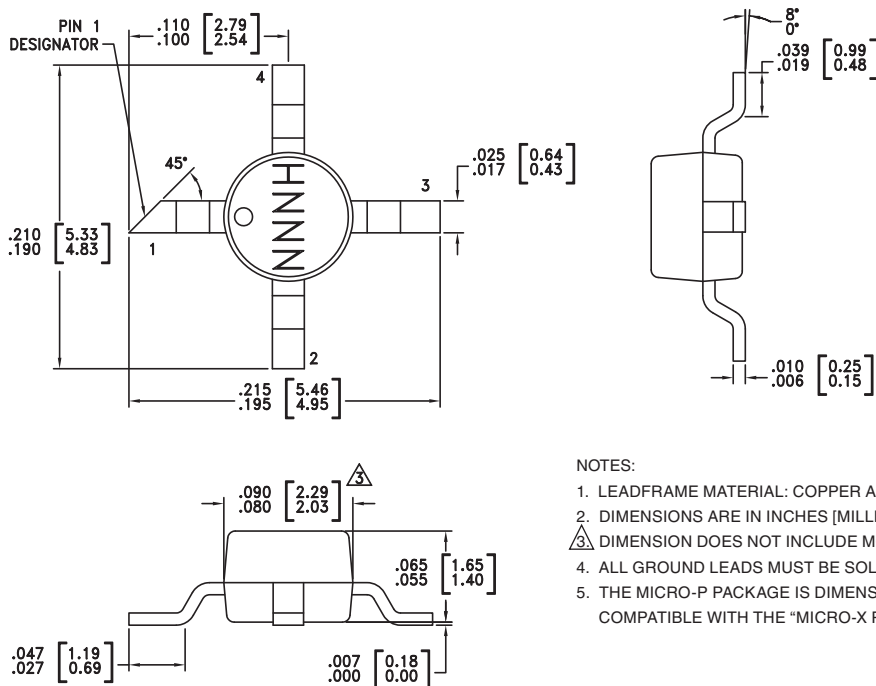 PIN 1
DESIGNATOR
.110 [2.79]
.100 [2.54]
4
45°
HNNN
3
.025 [0.64]
.017 [0.43]
.210 [5.33]
.190 [4.83]
1
2
.215 [5.46]
.195 [4.95]
8°
0°
.039 [0.99]
.019 [0.48]
.010 [0.25]
.006 [0.15]
.090 [2.29]
.080 [2.03]
3
.065 [1.65]
.055 [1.40]
.047 [1.19]
.027 [0.69]
.007 [0.18]
.000 [0.00]
NOTES:
1. LEADFRAME MATERIAL: COPPER
2. DIMENSIONS ARE IN INCHES
3. DIMENSION DOES NOT INCLUDE
4. ALL GROUND LEADS MUST BE
5. THE MICRO-P PACKAGE IS
COMPATIBLE WITH THE “MICRO-X